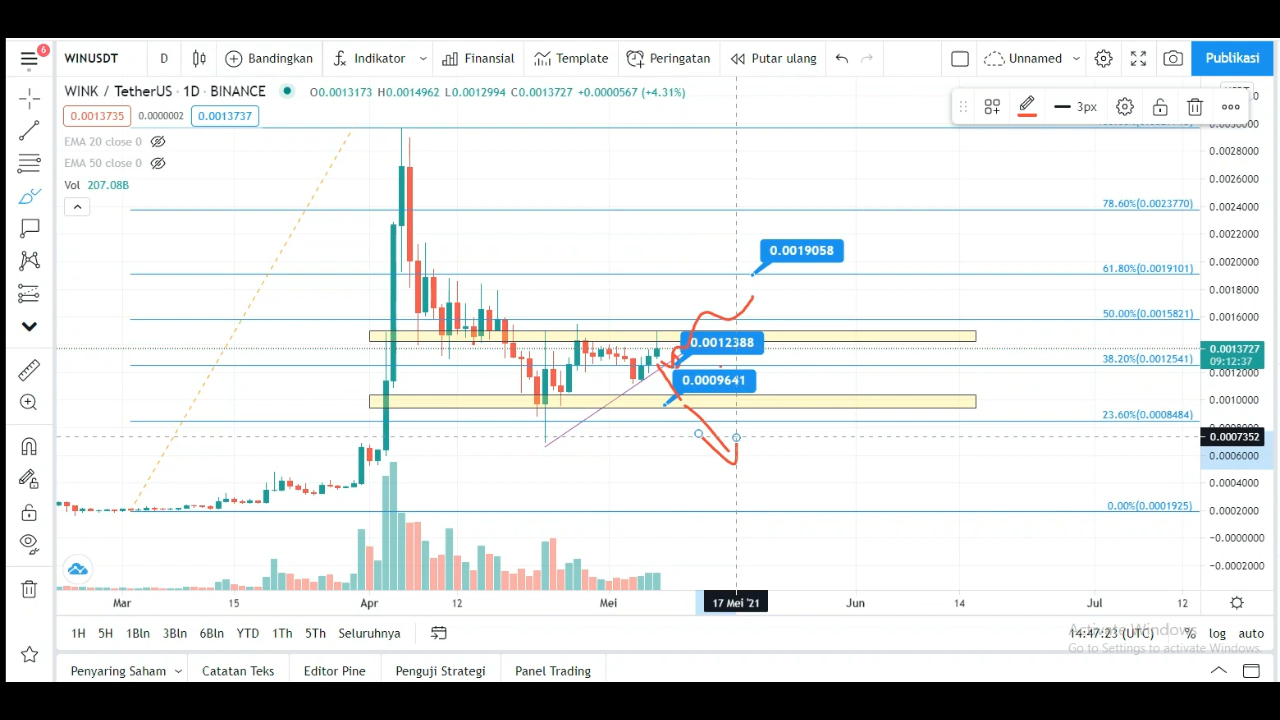 6
WINUSDT D Bandingkan Indikator Finansial Template Peringatan Putar ulang Unnamed Publikasi
WINK / TetherUS · 1D · BINANCE O0.0013173 H0.0014962 L0.0012994 C0.0013727 +0.0000567 (+4.31%)
3px
0.0013735 0.0000002 0.0013737
EMA 20 close 0
EMA 50 close 0
Vol 207.08B
0.0028000
0.0026000
78.60%(0.0023770)
0.0024000
0.0022000
0.0019058
0.0020000
61.80%(0.0019101)
0.0018000
50.00%(0.0015821)
0.0016000
0.0012388
0.0013727
09:12:37
38.20%(0.0012541)
0.0012000
0.0009641
0.0010000
23.60%(0.0008484)
0.0007352
0.0006000
0.0004000
0.00%(0.0001925)
0.0002000
−0.0000000
−0.0002000
Mar 15 Apr 12 Mei 17 Mei '21 Jun 14 Jul 12
1H 5H 1Bln 3Bln 6Bln YTD 1Th 5Th Seluruhnya 14:47:23 (UTC) % log auto
Activate Windows
Go to Settings to activate Windows.
Penyaring Saham Catatan Teks Editor Pine Penguji Strategi Panel Trading